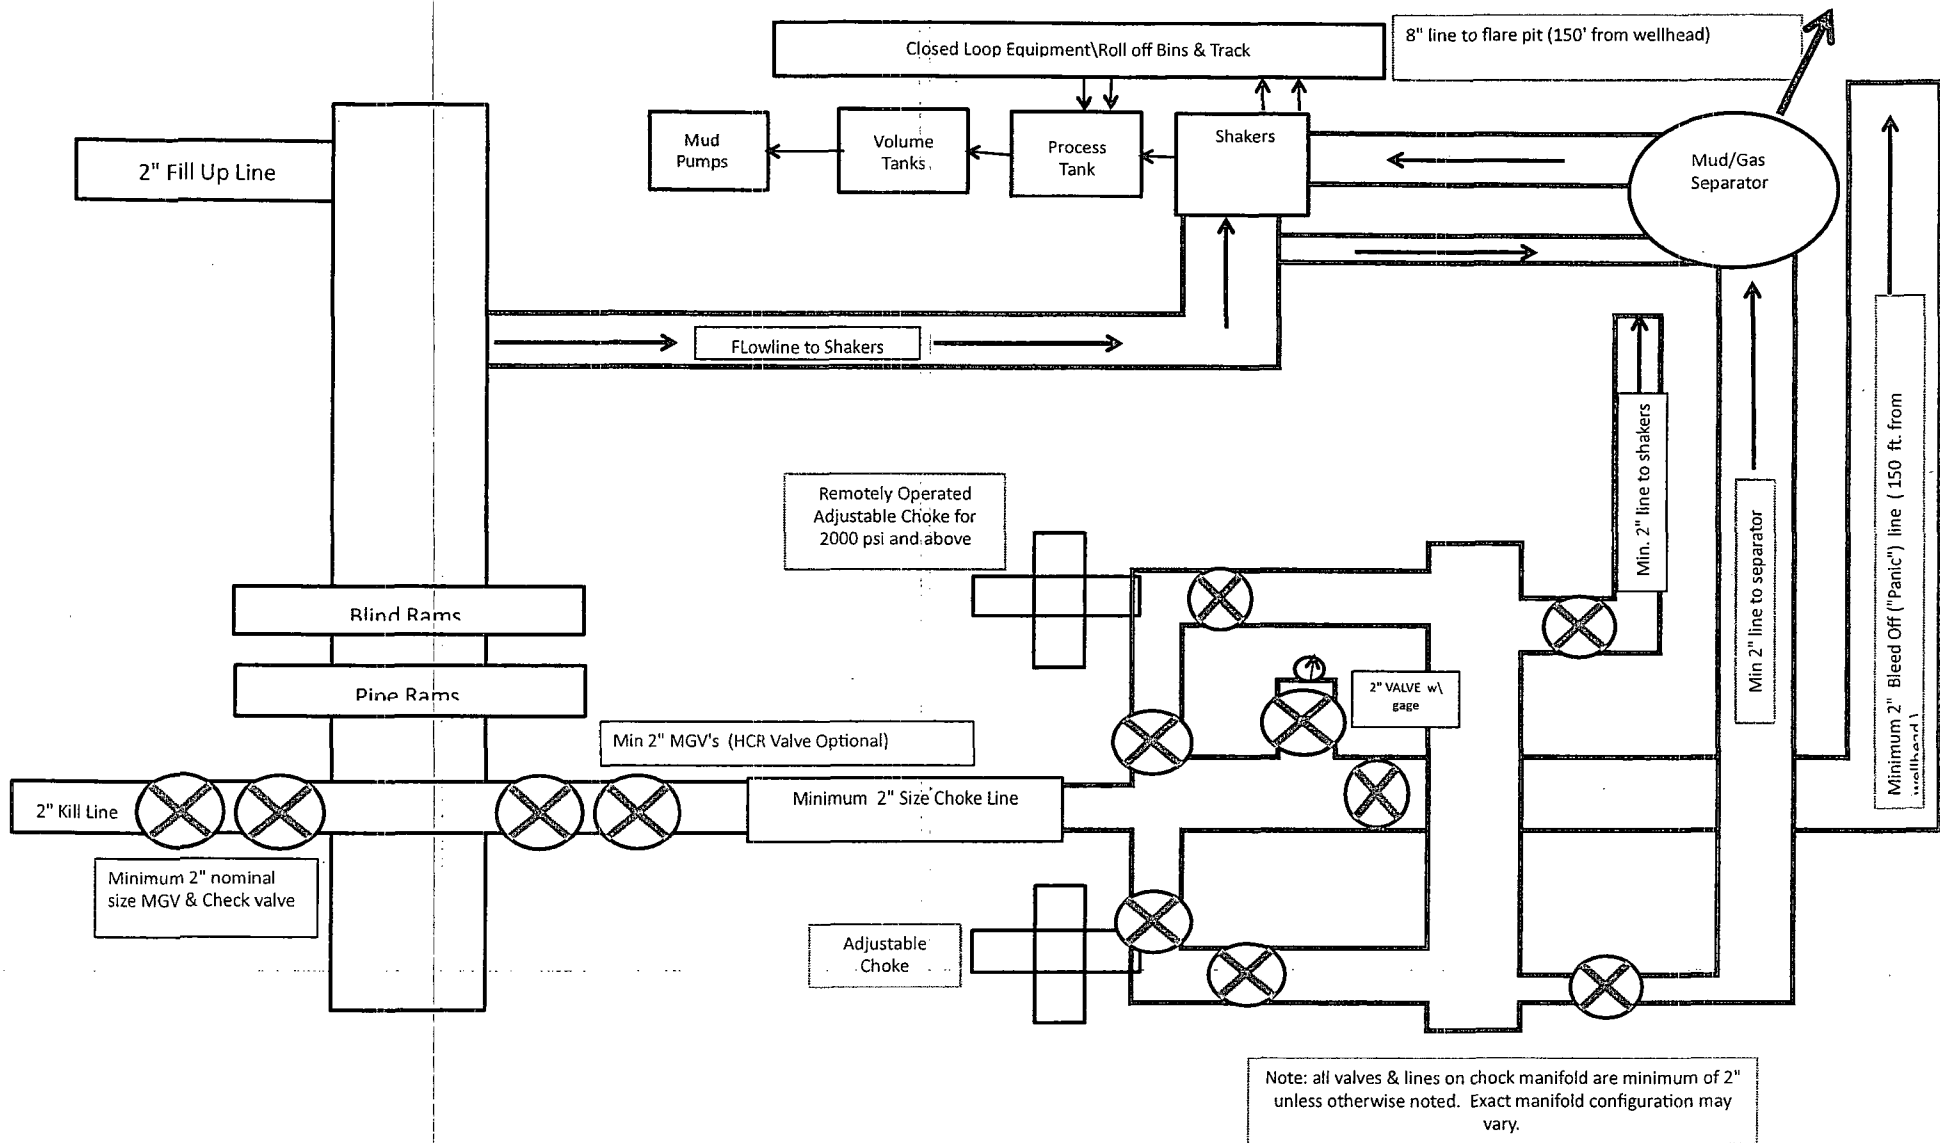 Closed Loop Equipment\Roll off Bins & Track
8" line to flare pit (150' from wellhead)
2" Fill Up Line
Mud
Pumps
Volume
Tanks
Process
Tank
Shakers
Mud/Gas
Separator
FLowline to Shakers
Remotely Operated
Adjustable Choke for
2000 psi and above
Min. 2" line to shakers
Min 2" line to separator
Minimum 2" Bleed Off ("Panic") line ( 150 ft. from
wellhead)
Blind Rams
Pipe Rams
2" VALVE w\
gage
Min 2" MGV's (HCR Valve Optional)
2" Kill Line
Minimum 2" Size Choke Line
Minimum 2" nominal
size MGV & Check valve
Adjustable
Choke
Note: all valves & lines on chock manifold are minimum of 2"
unless otherwise noted. Exact manifold configuration may
vary.